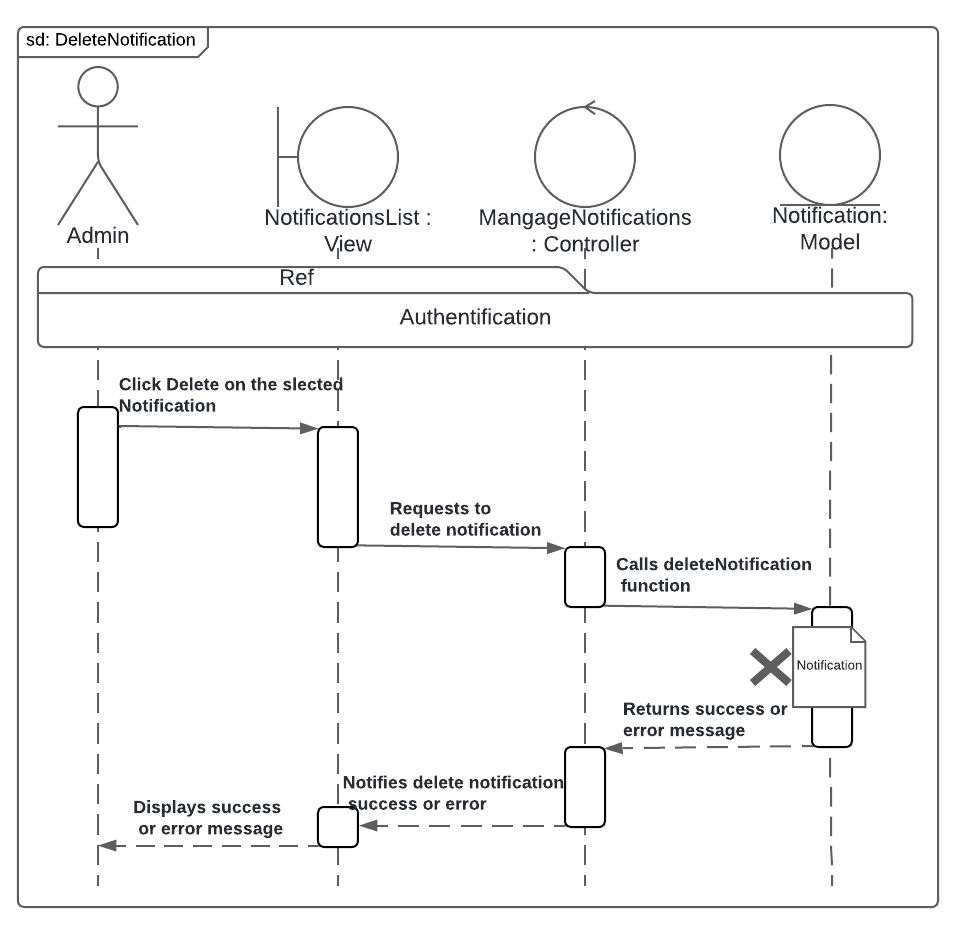 sd: DeleteNotification
Admin
NotificationsList :
View
MangageNotifications
: Controller
Notification:
Model
Ref
Authentification
Click Delete on the slected
Notification
Requests to
delete notification
Calls deleteNotification
function
Notification
Returns success or
error message
Notifies delete notification
success or error
Displays success
or error message